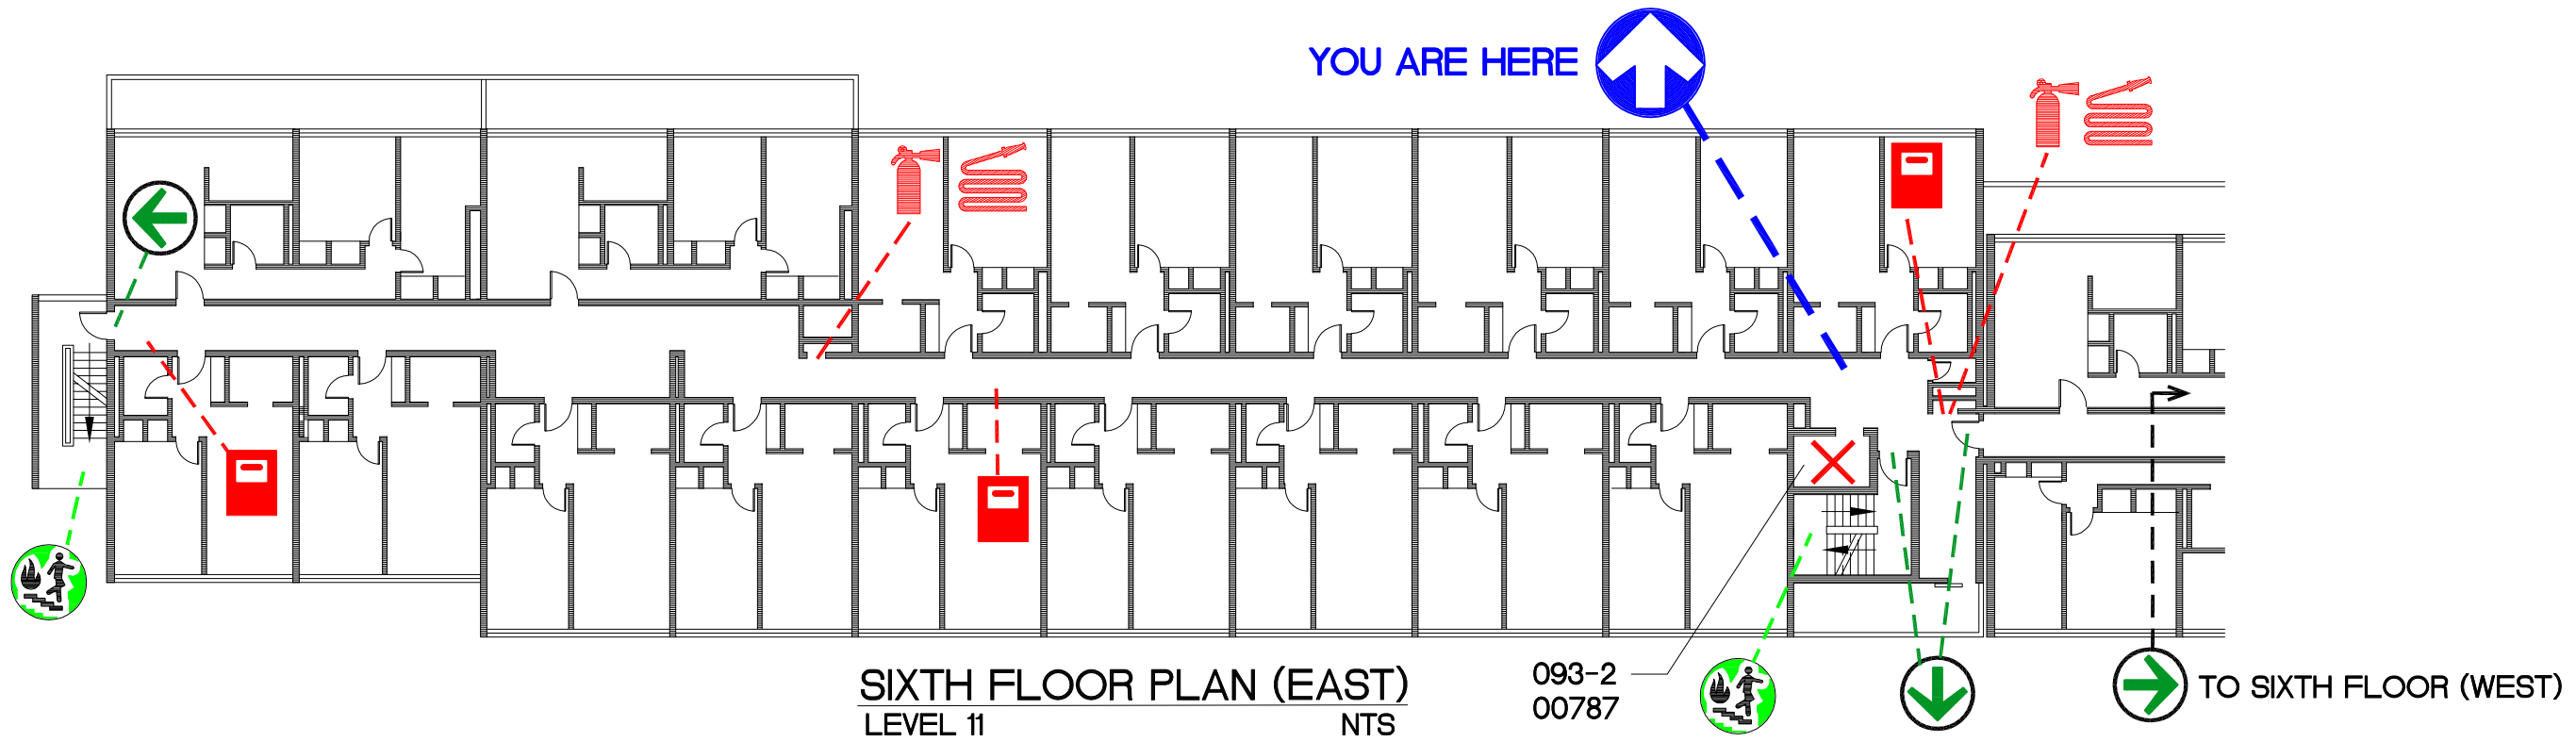 YOU ARE HERE
SIXTH FLOOR PLAN (EAST)
LEVEL 11 NTS
093-2
00787
TO SIXTH FLOOR (WEST)